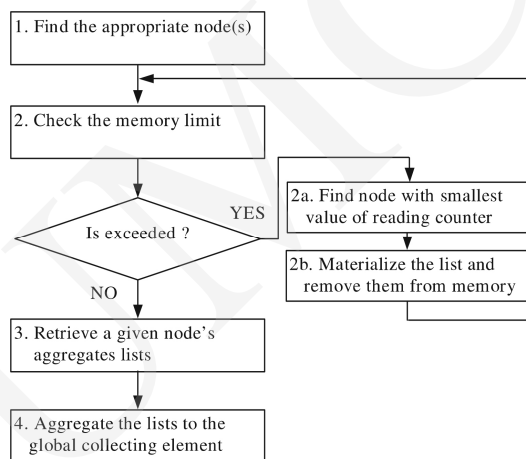 1. Find the appropriate node(s)
2. Check the memory limit
Is exceeded ?
YES
NO
2a. Find node with smallest
value of reading counter
2b. Materialize the list and
remove them from memory
3. Retrieve a given node's
aggregates lists
4. Aggregate the lists to the
global collecting element